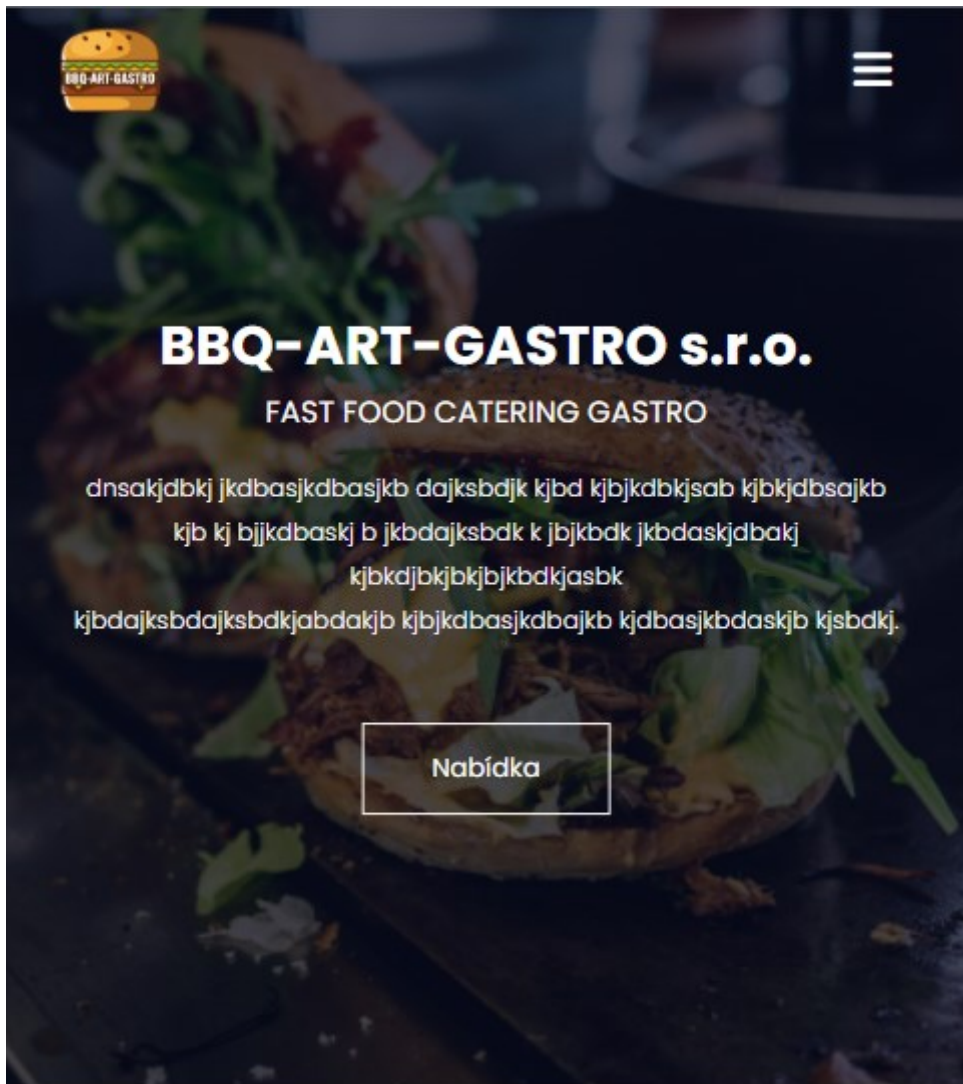 BBQ-ART-GASTRO
BBQ-ART-GASTRO s.r.o.
FAST FOOD CATERING GASTRO
dnsakjdbkj jkdbasjkdbasjkb dajksbdjk kjbd kjbjkdbkjsab kjbkjdbsajkb
kjb kj bjjkdbaskj b jkbdajksbdk k jbjkbdk jkbdaskjdbakj
kjbkdjbkjbkjbjkbdkjasbk
kjbdajksbdajksbdkjabdakjb kjbjkdbasjkdbajkb kjdbasjkbdaskjb kjsbdkj.
Nabídka